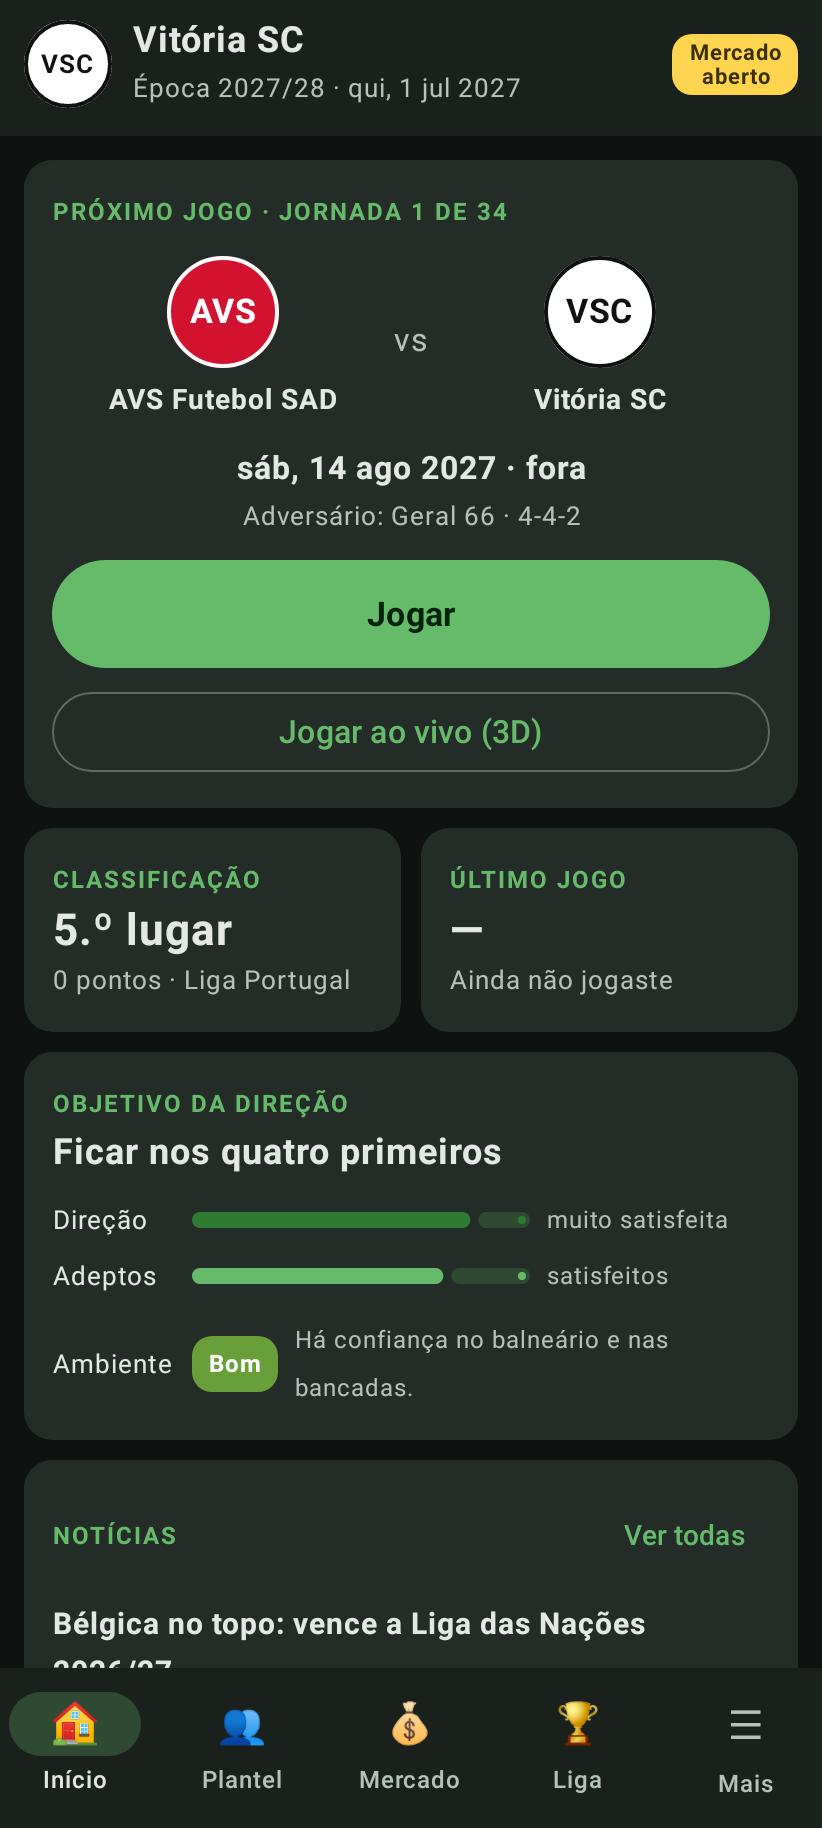 VSC
Vitória SC
Época 2027/28 · qui, 1 jul 2027
Mercado
aberto
PRÓXIMO JOGO · JORNADA 1 DE 34
AVS
vs
VSC
AVS Futebol SAD
Vitória SC
sáb, 14 ago 2027 · fora
Adversário: Geral 66 · 4-4-2
Jogar
Jogar ao vivo (3D)
CLASSIFICAÇÃO
5.º lugar
0 pontos · Liga Portugal
ÚLTIMO JOGO
—
Ainda não jogaste
OBJETIVO DA DIREÇÃO
Ficar nos quatro primeiros
Direção
muito satisfeita
Adeptos
satisfeitos
Ambiente
Bom
Há confiança no balneário e nas
bancadas.
NOTÍCIAS
Ver todas
Bélgica no topo: vence a Liga das Nações
2026/27
Início
Plantel
Mercado
Liga
Mais